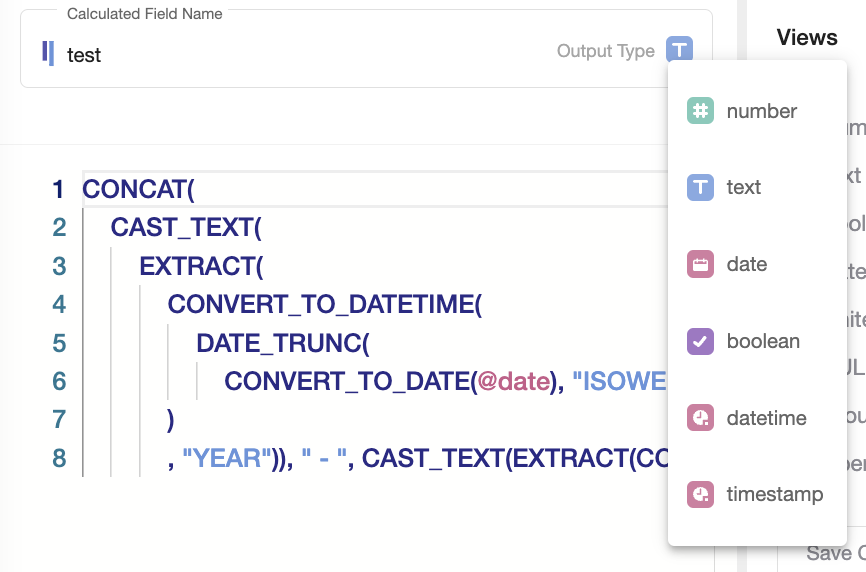 Calculated Field Name
test
Output Type
T
Views
number
text
date
boolean
datetime
timestamp
1 CONCAT(
2 CAST_TEXT(
3 EXTRACT(
4 CONVERT_TO_DATETIME(
5 DATE_TRUNC(
6 CONVERT_TO_DATE(@date), "ISOWE
7 )
8 , "YEAR")), " - ", CAST_TEXT(EXTRACT(CO
Save